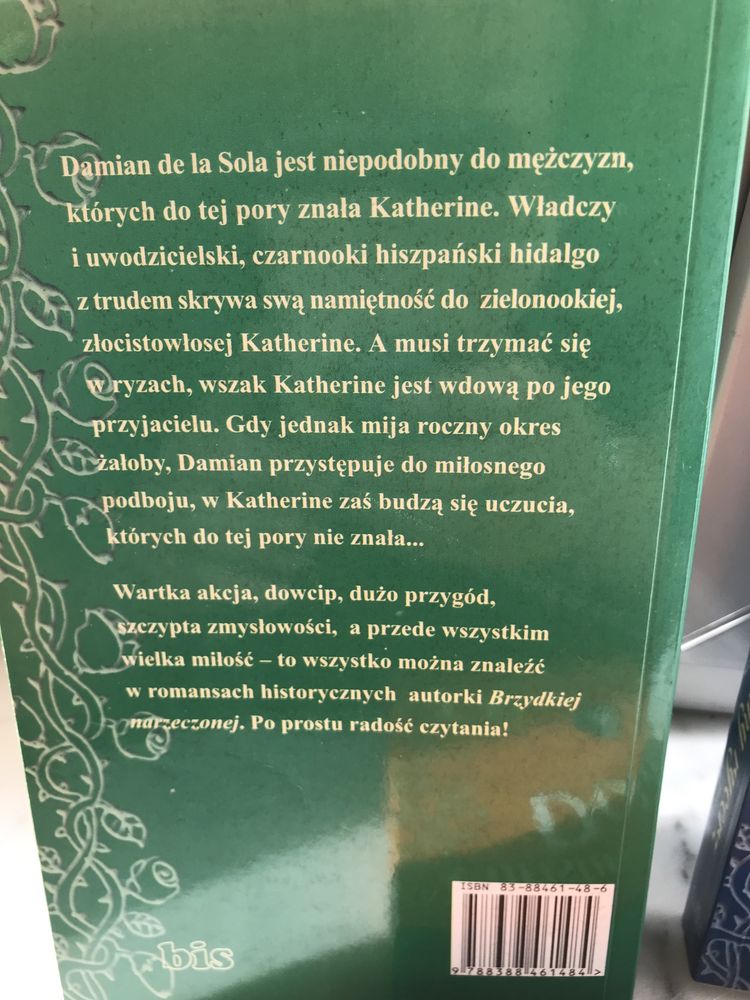 Damian de la Sola jest niepodobny do mężczyzn,
których do tej pory znała Katherine. Władczy
i uwodzicielski, czarnooki hiszpański hidalgo
z trudem skrywa swą namiętność do zielonookiej,
złocistowłosej Katherine. A musi trzymać się
w ryzach, wszak Katherine jest wdową po jego
przyjacielu. Gdy jednak mija roczny okres
żałoby, Damian przystępuje do miłosnego
podboju, w Katherine zaś budzą się uczucia,
których do tej pory nie znała...
Wartka akcja, dowcip, dużo przygód,
szczypta zmysłowości, a przede wszystkim
wielka miłość – to wszystko można znaleźć
w romansach historycznych autorki Brzydkiej
narzeczonej. Po prostu radość czytania!
ISBN 83-88461-48-6
9 788388 461484 >
bis